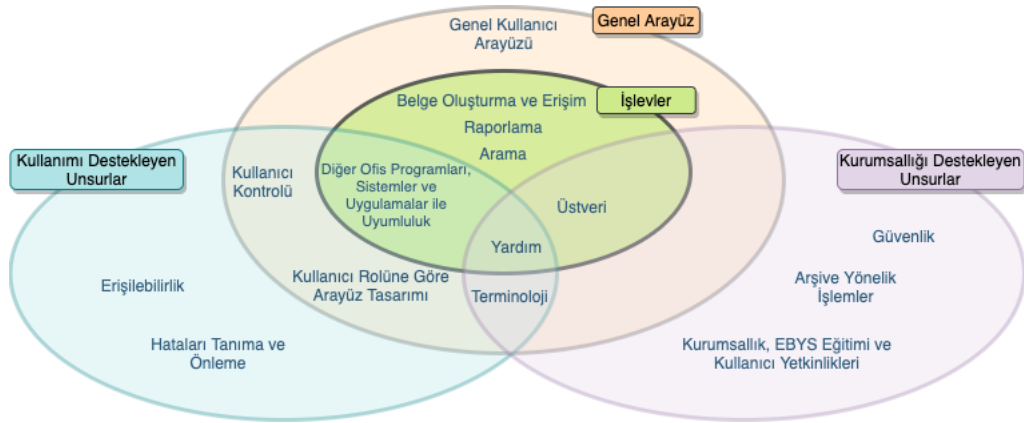 Genel Kullanıcı
Arayüzü
Genel Arayüz
Belge Oluşturma ve Erişim
İşlevler
Raporlama
Arama
Kullanımı Destekleyen
Unsurlar
Kullanıcı
Kontrolü
Diğer Ofis Programları,
Sistemler ve
Uygulamalar ile
Uyumluluk
Kurumsallığı Destekleyen
Unsurlar
Üstveri
Yardım
Güvenlik
Erişilebilirlik
Kullanıcı Rolüne Göre
Arayüz Tasarımı
Terminoloji
Arşive Yönelik
İşlemler
Hataları Tanıma ve
Önleme
Kurumsallık, EBYS Eğitimi ve
Kullanıcı Yetkinlikleri